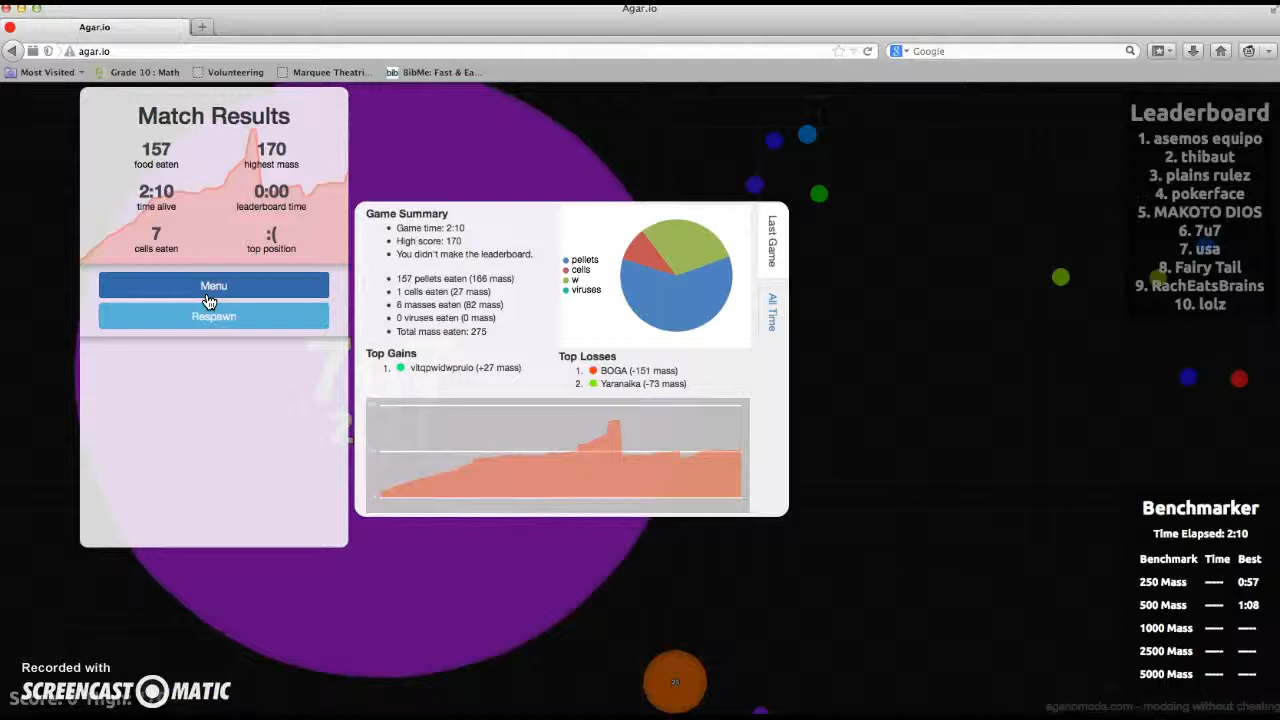 Agar.io
Agar.io
agar.io
Google
Most Visited
Grade 10 : Math
Volunteering
Marquee Theatri...
bib BibMe: Fast & Ea...
Match Results
157 170
food eaten highest mass
2:10 0:00
time alive leaderboard time
7 :(
cells eaten top position
Menu
Respawn
Game Summary
Game time: 2:10
High score: 170
You didn't make the leaderboard.
157 pellets eaten (166 mass)
1 cells eaten (27 mass)
6 masses eaten (82 mass)
0 viruses eaten (0 mass)
Total mass eaten: 275
pellets
cells
w
viruses
Last Game
All Time
Top Gains
1. vitqpwidwpruio (+27 mass)
Top Losses
1. BOGA (-151 mass)
2. Yaranaika (-73 mass)
Leaderboard
1. asemos equipo
2. thibaut
3. plains rulez
4. pokerface
5. MAKOTO DIOS
6. 7u7
7. usa
8. Fairy Tail
9. RachEatsBrains
10. lolz
Benchmarker
Time Elapsed: 2:10
Benchmark Time Best
250 Mass —— 0:57
500 Mass —— 1:08
1000 Mass —— ——
2500 Mass —— ——
5000 Mass —— ——
25
Recorded with
SCREENCAST MATIC
agariomods.com - modding without cheating